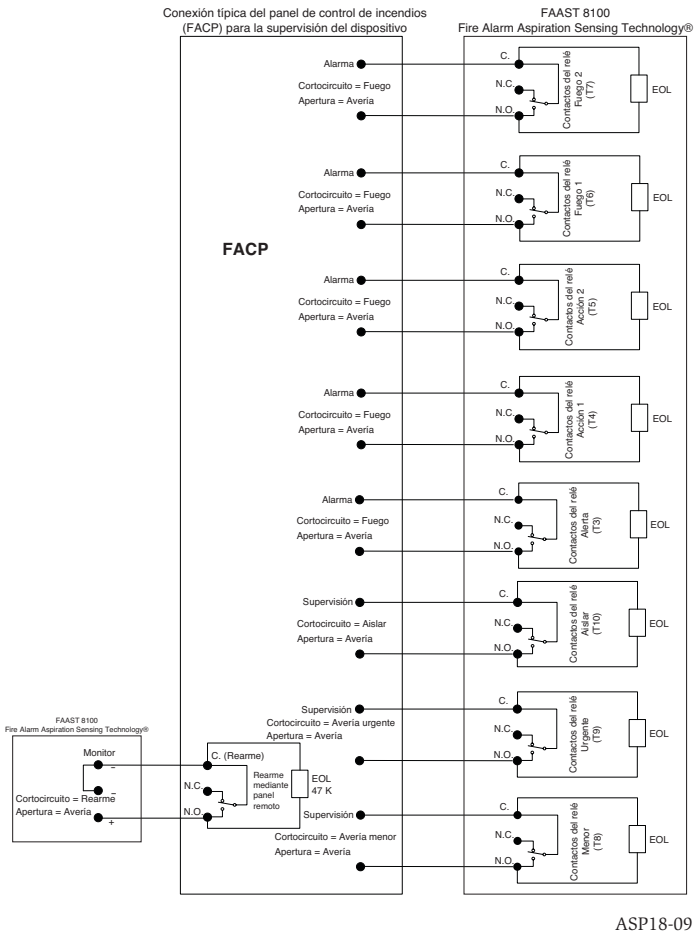 Conexión típica del panel de control de incendios
(FACP) para la supervisión del dispositivo
FAAST 8100
Fire Alarm Aspiration Sensing Technology®
Alarma
Cortocircuito = Fuego
Apertura = Avería
C.
N.C.
N.O.
Contactos del relé
Fuego 2
(T7)
EOL
Alarma
Cortocircuito = Fuego
Apertura = Avería
C.
N.C.
N.O.
Contactos del relé
Fuego 1
(T6)
EOL
FACP
Alarma
Cortocircuito = Fuego
Apertura = Avería
C.
N.C.
N.O.
Contactos del relé
Acción 2
(T5)
EOL
Alarma
Cortocircuito = Fuego
Apertura = Avería
C.
N.C.
N.O.
Contactos del relé
Acción 1
(T4)
EOL
Alarma
Cortocircuito = Fuego
Apertura = Avería
C.
N.C.
N.O.
Contactos del relé
Alerta
(T3)
EOL
Supervisión
Cortocircuito = Aislar
Apertura = Avería
C.
N.C.
N.O.
Contactos del relé
Aislar
(T10)
EOL
Supervisión
Cortocircuito = Avería urgente
Apertura = Avería
C.
N.C.
N.O.
Contactos del relé
Urgente
(T9)
EOL
FAAST 8100
Fire Alarm Aspiration Sensing Technology®
Monitor
–
–
Cortocircuito = Rearme
Apertura = Avería
+
C. (Rearme)
N.C.
N.O.
Rearme
mediante
panel
remoto
EOL
47 K
Supervisión
Cortocircuito = Avería menor
Apertura = Avería
C.
N.C.
N.O.
Contactos del relé
Menor
(T8)
EOL
ASP18-09